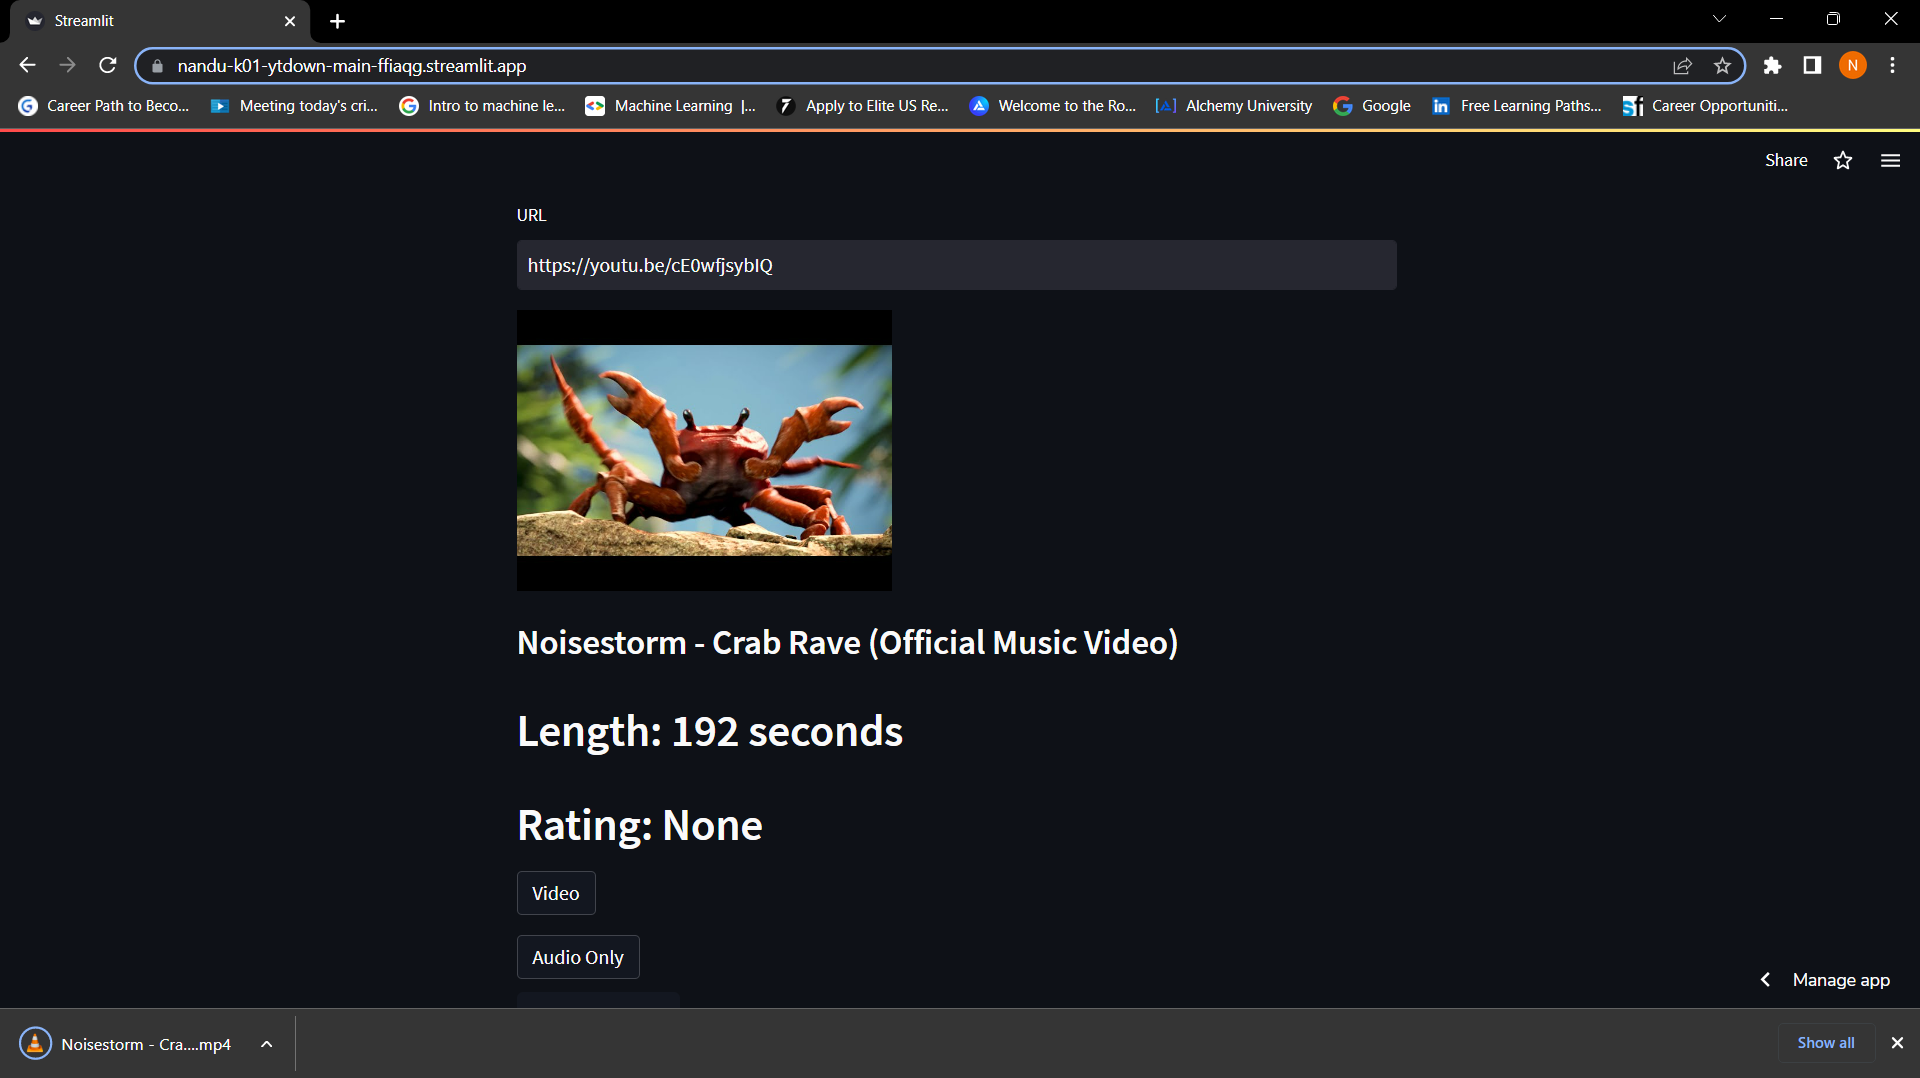 Streamlit
nandu-k01-ytdown-main-ffiaqg.streamlit.app
N
Career Path to Beco...
Meeting today's cri...
Intro to machine le...
Machine Learning |...
Apply to Elite US Re...
Welcome to the Ro...
Alchemy University
Google
Free Learning Paths...
Career Opportuniti...
Share
URL
https://youtu.be/cE0wfjsybIQ
Noisestorm - Crab Rave (Official Music Video)
Length: 192 seconds
Rating: None
Video
Audio Only
Manage app
Noisestorm - Cra....mp4
Show all